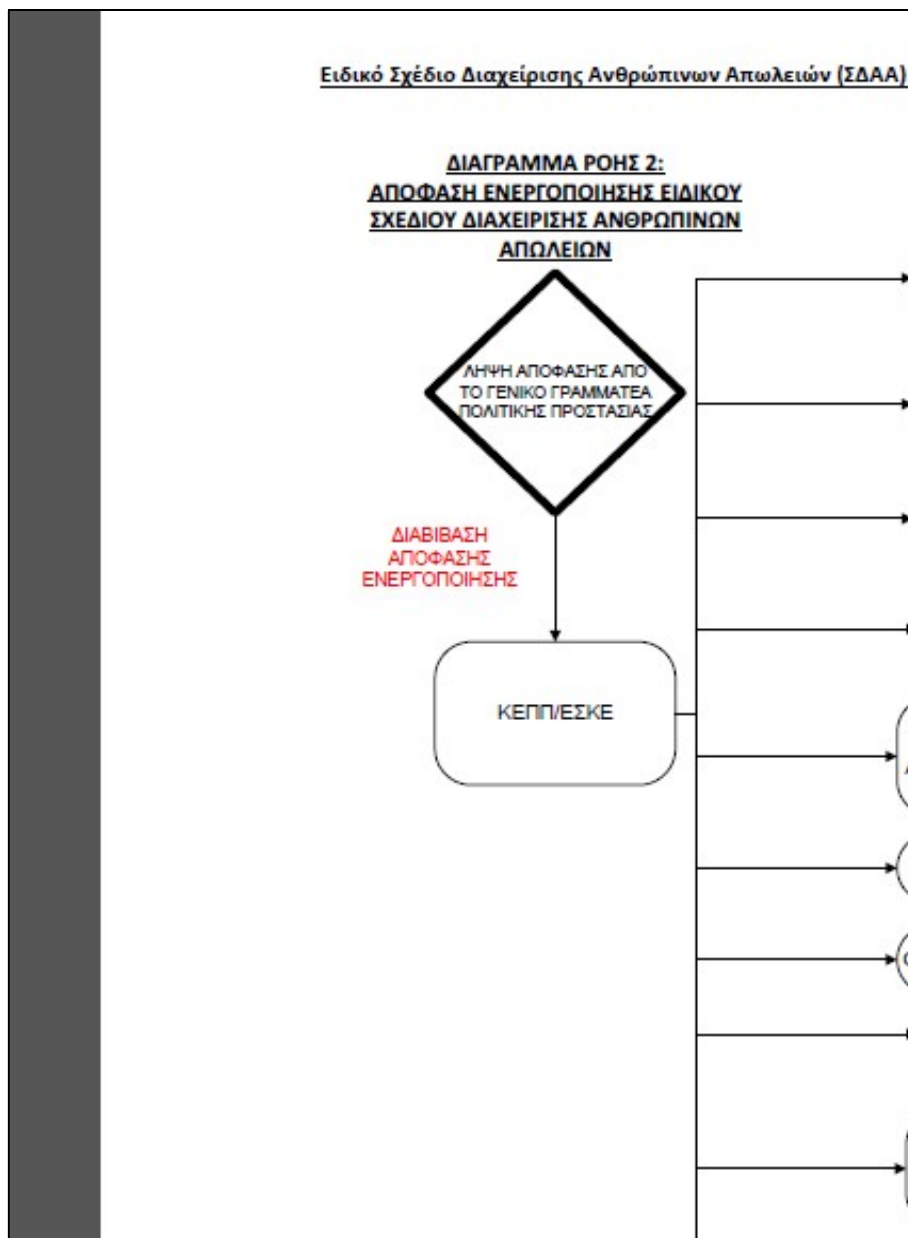 Ειδικό Σχέδιο Διαχείρισης Ανθρώπινων Απωλειών (ΣΔΑΑ)
ΔΙΑΓΡΑΜΜΑ ΡΟΗΣ 2:
ΑΠΟΦΑΣΗ ΕΝΕΡΓΟΠΟΙΗΣΗΣ ΕΙΔΙΚΟΥ
ΣΧΕΔΙΟΥ ΔΙΑΧΕΙΡΙΣΗΣ ΑΝΘΡΩΠΙΝΩΝ
ΑΠΩΛΕΙΩΝ
ΛΗΨΗ ΑΠΟΦΑΣΗΣ ΑΠΟ
ΤΟ ΓΕΝΙΚΟ ΓΡΑΜΜΑΤΕΑ
ΠΟΛΙΤΙΚΗΣ ΠΡΟΣΤΑΣΙΑΣ
ΔΙΑΒΙΒΑΣΗ
ΑΠΟΦΑΣΗΣ
ΕΝΕΡΓΟΠΟΙΗΣΗΣ
ΚΕΠΠ/ΕΣΚΕ